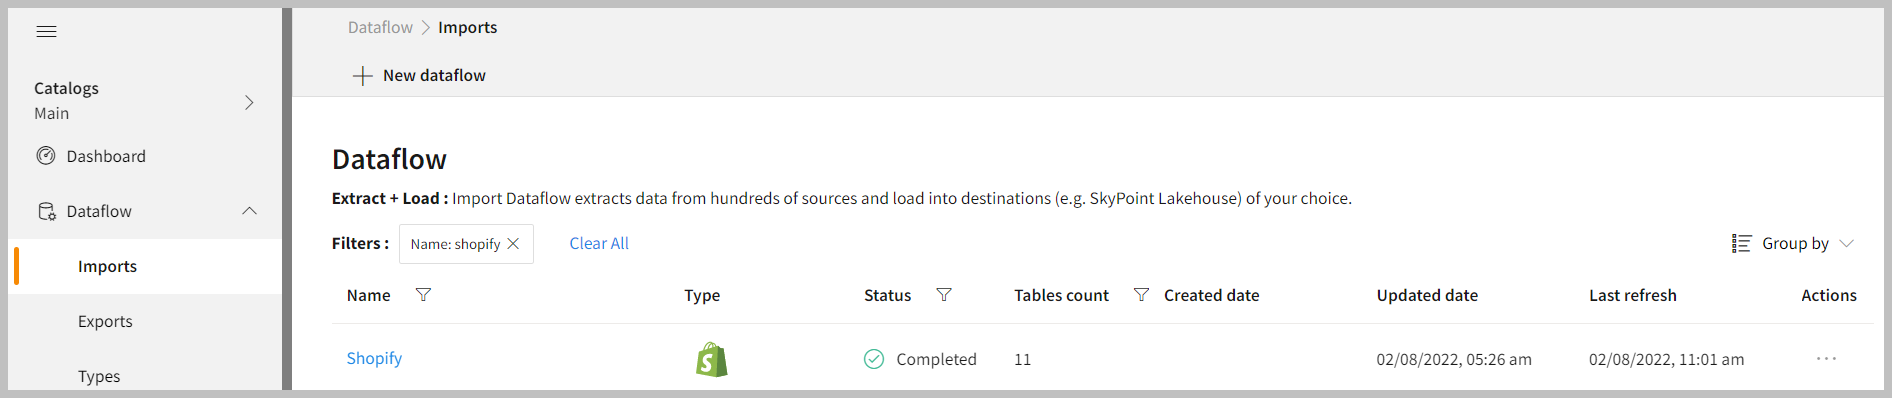 Dataflow > Imports
New dataflow
Catalogs
Main
Dashboard
Dataflow
Imports
Exports
Types
Dataflow
Extract + Load : Import Dataflow extracts data from hundreds of sources and load into destinations (e.g. SkyPoint Lakehouse) of your choice.
Filters : Name: shopify Clear All Group by
Name Type Status Tables count Created date Updated date Last refresh Actions
Shopify Completed 11 02/08/2022, 05:26 am 02/08/2022, 11:01 am ...